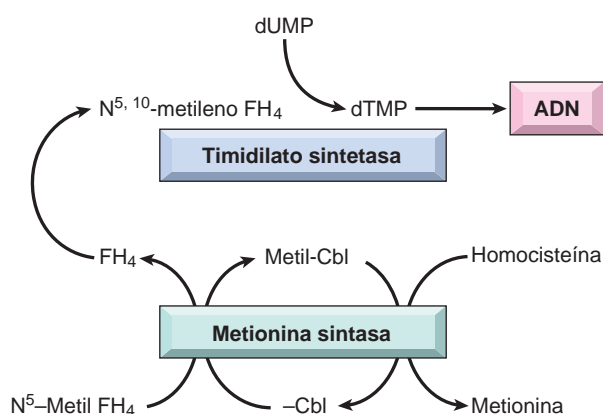 dUMP
N5, 10-metileno FH4
dTMP
ADN
Timidilato sintetasa
FH4
Metil-Cbl
Homocisteína
Metionina sintasa
N5–Metil FH4
–Cbl
Metionina